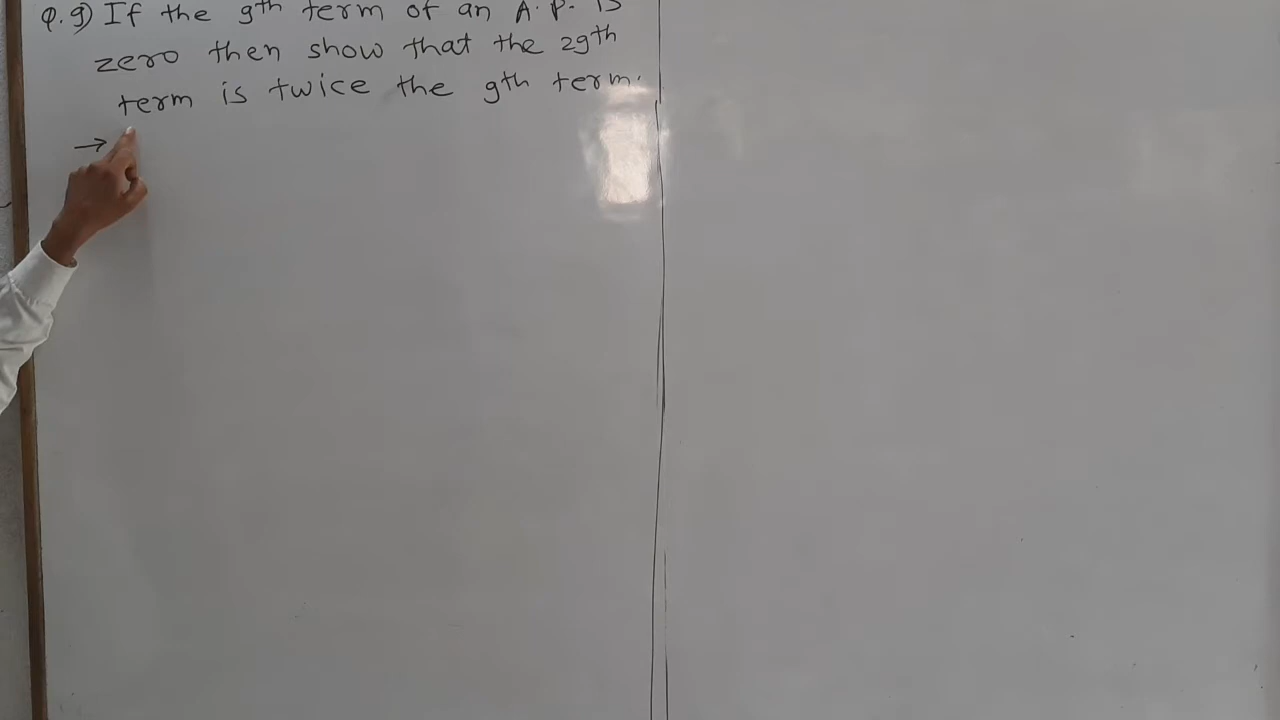 Q.9) If the 9th term of an A.P. is
zero then show that the 29th
term is twice the 9th term.
→